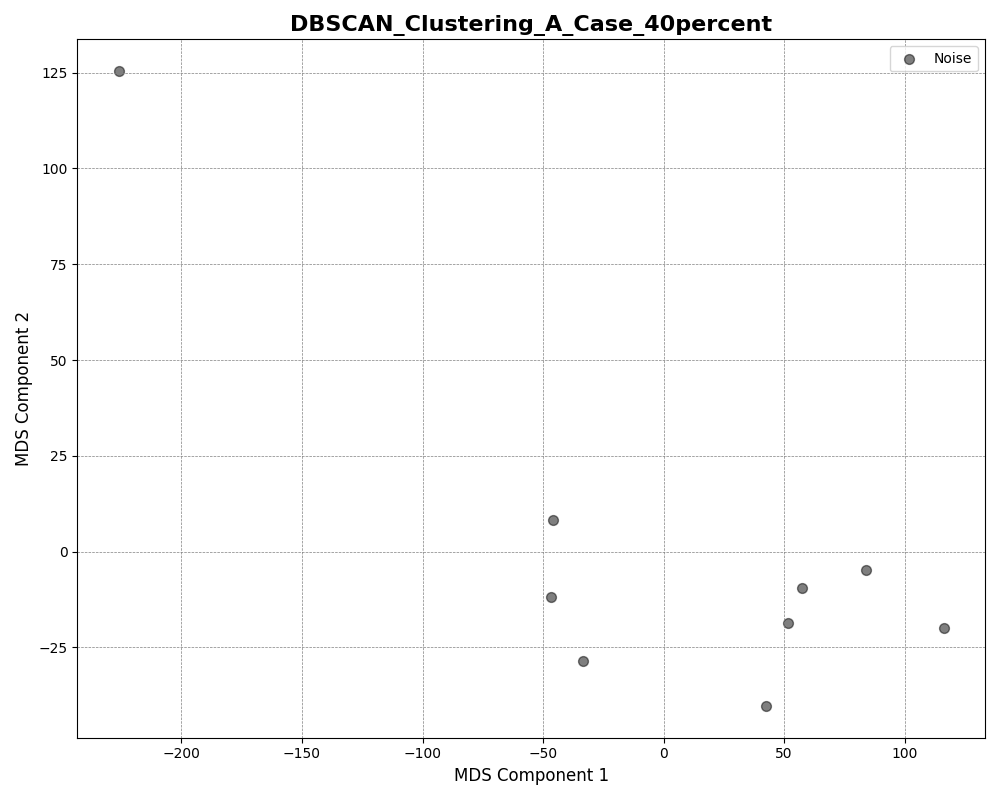 DBSCAN_Clustering_A_Case_40percent
Noise
125
100
75
50
25
0
−25
MDS Component 2
−200 −150 −100 −50 0 50 100
MDS Component 1